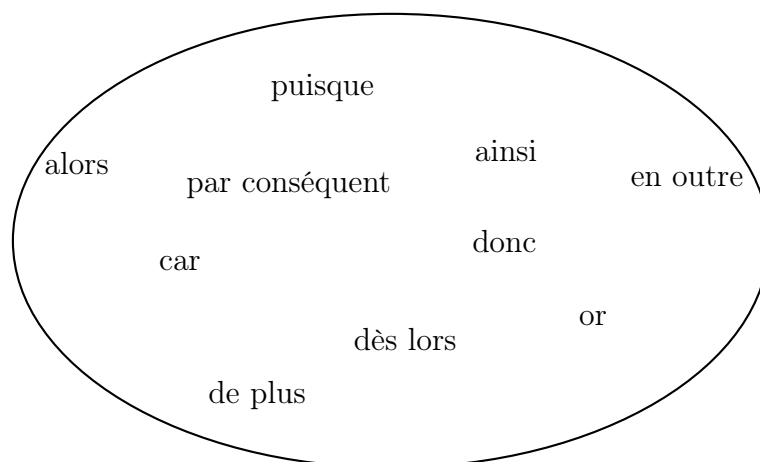 puisque
ainsi
alors
en outre
par conséquent
donc
car
or
dès lors
de plus